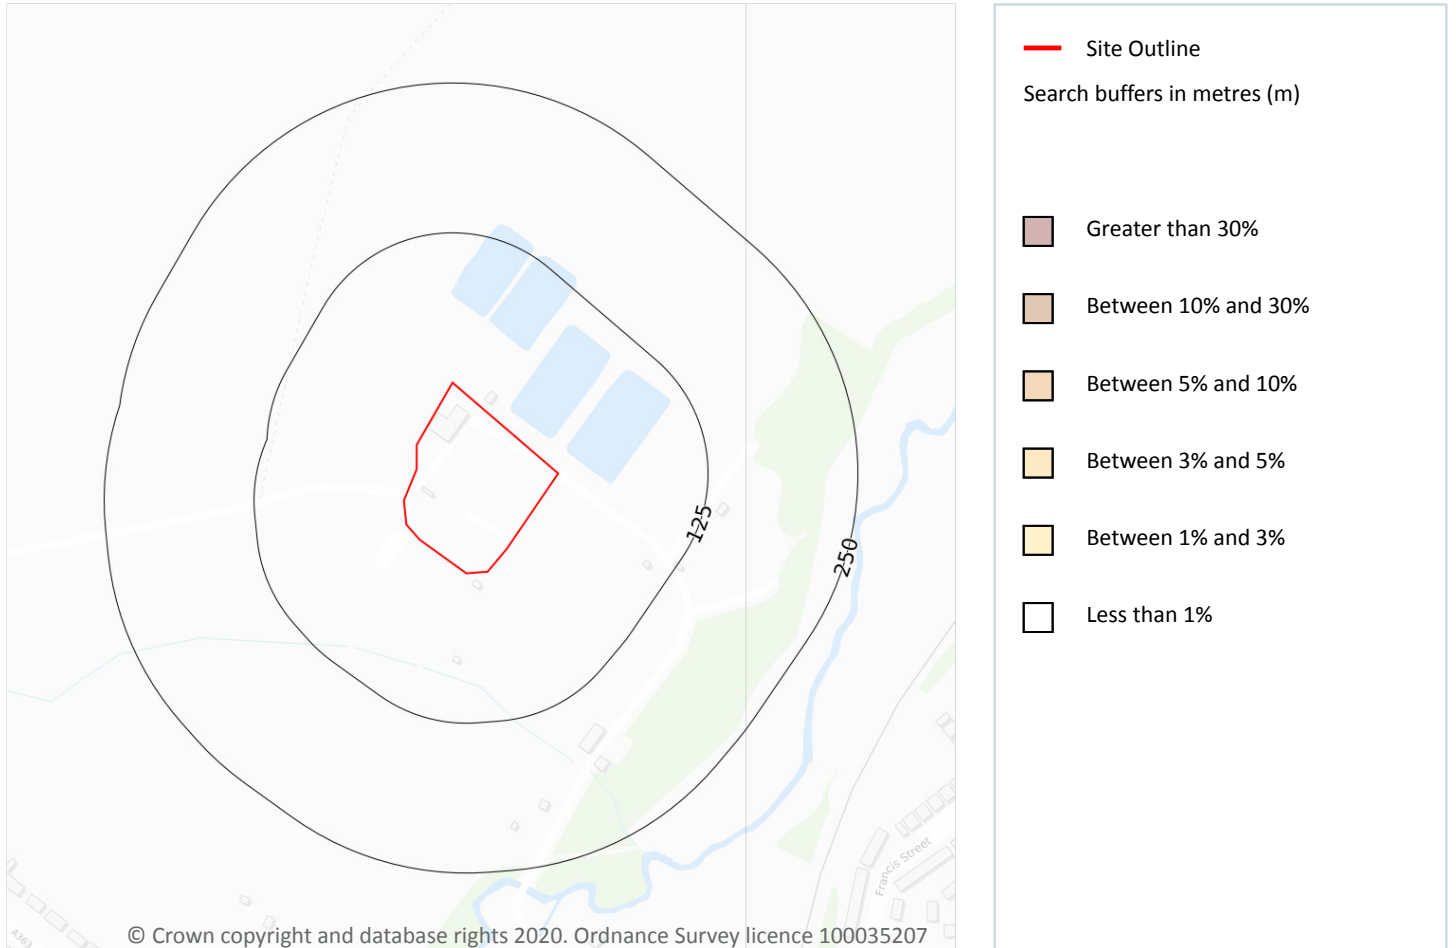 125
250
Francis Street
A363
© Crown copyright and database rights 2020. Ordnance Survey licence 100035207
Site Outline
Search buffers in metres (m)
Greater than 30%
Between 10% and 30%
Between 5% and 10%
Between 3% and 5%
Between 1% and 3%
Less than 1%